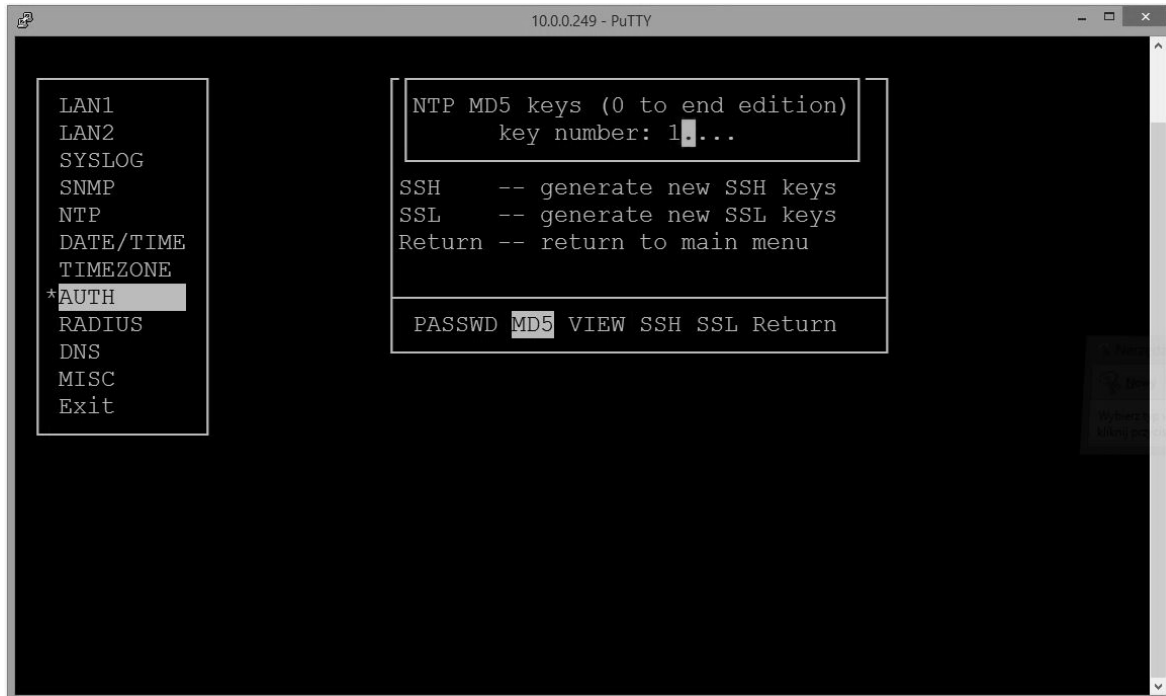 10.0.0.249 - PuTTY
LAN1
LAN2
SYSLOG
SNMP
NTP
DATE/TIME
TIMEZONE
*AUTH
RADIUS
DNS
MISC
Exit
NTP MD5 keys (0 to end edition)
key number: 1....
SSH -- generate new SSH keys
SSL -- generate new SSL keys
Return -- return to main menu
PASSWD MD5 VIEW SSH SSL Return
Nowy